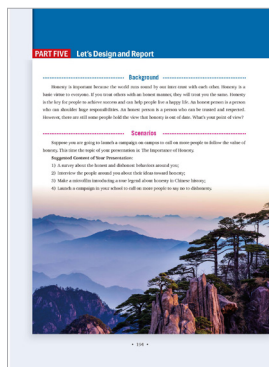 PART FIVE Let's Design and Report
Background
Honesty is important because the world runs round by our inter trust with each other. Honesty is a
basic virtue to everyone. If you treat others with an honest manner, they will treat you the same. Honesty
is the key for people to achieve success and can help people live a happy life. An honest person is a person
who can shoulder huge responsibilities. An honest person is a person who can be trusted and respected.
However, there are still some people hold the view that honesty is out of date. What's your point of view?
Scenarios
Suppose you are going to launch a campaign on campus to call on more people to follow the value of
honesty. This time the topic of your presentation is The Importance of Honesty.
Suggested Content of Your Presentation:
1) A survey about the honest and dishonest behaviors around you;
2) Interview the people around you about their ideas toward honesty;
3) Make a microfilm introducing a true legend about honesty in Chinese history;
4) Launch a campaign in your school to call on more people to say no to dishonesty.